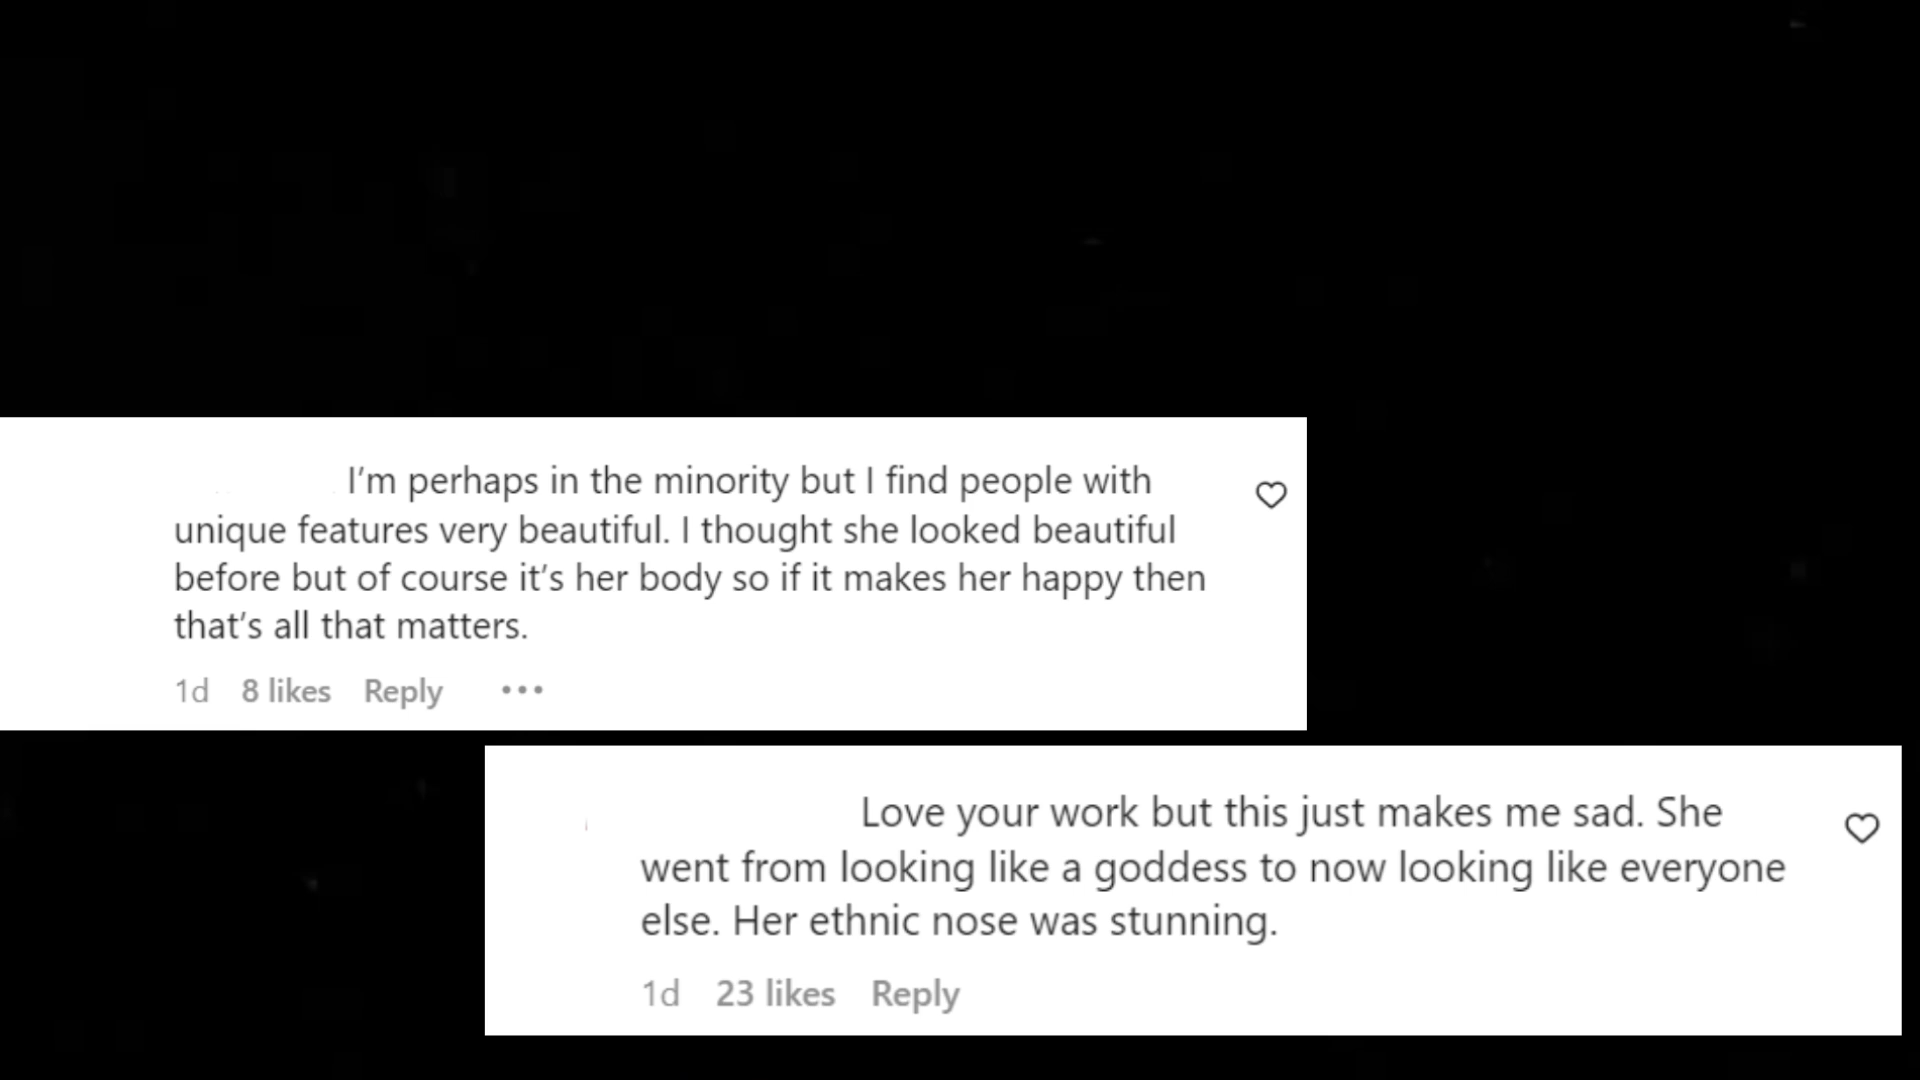 I’m perhaps in the minority but I find people with
unique features very beautiful. I thought she looked beautiful
before but of course it’s her body so if it makes her happy then
that’s all that matters.
1d 8 likes Reply •••
Love your work but this just makes me sad. She
went from looking like a goddess to now looking like everyone
else. Her ethnic nose was stunning.
1d 23 likes Reply